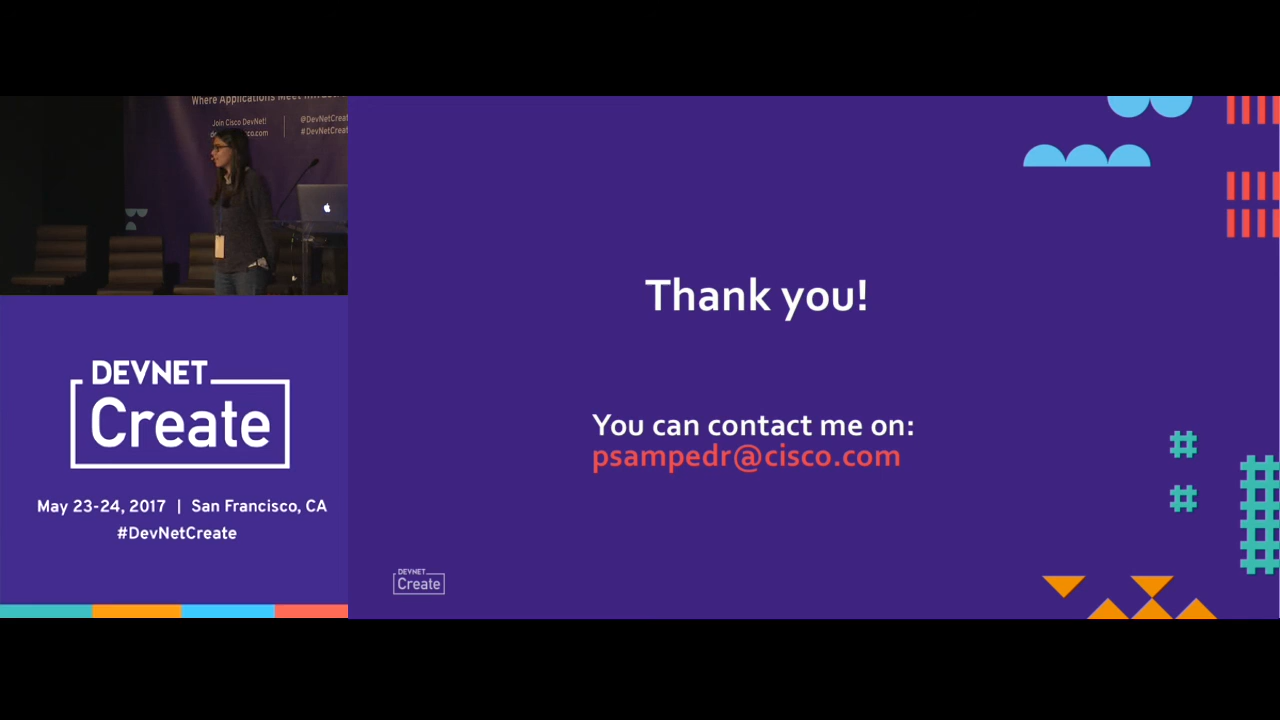 Where Applications Meet
Join Cisco DevNet!
@DevNetCreat
#DevNetCreat
DEVNET
Create
May 23-24, 2017 | San Francisco, CA
#DevNetCreate
Thank you!
You can contact me on:
psampedr@cisco.com
DEVNET
Create